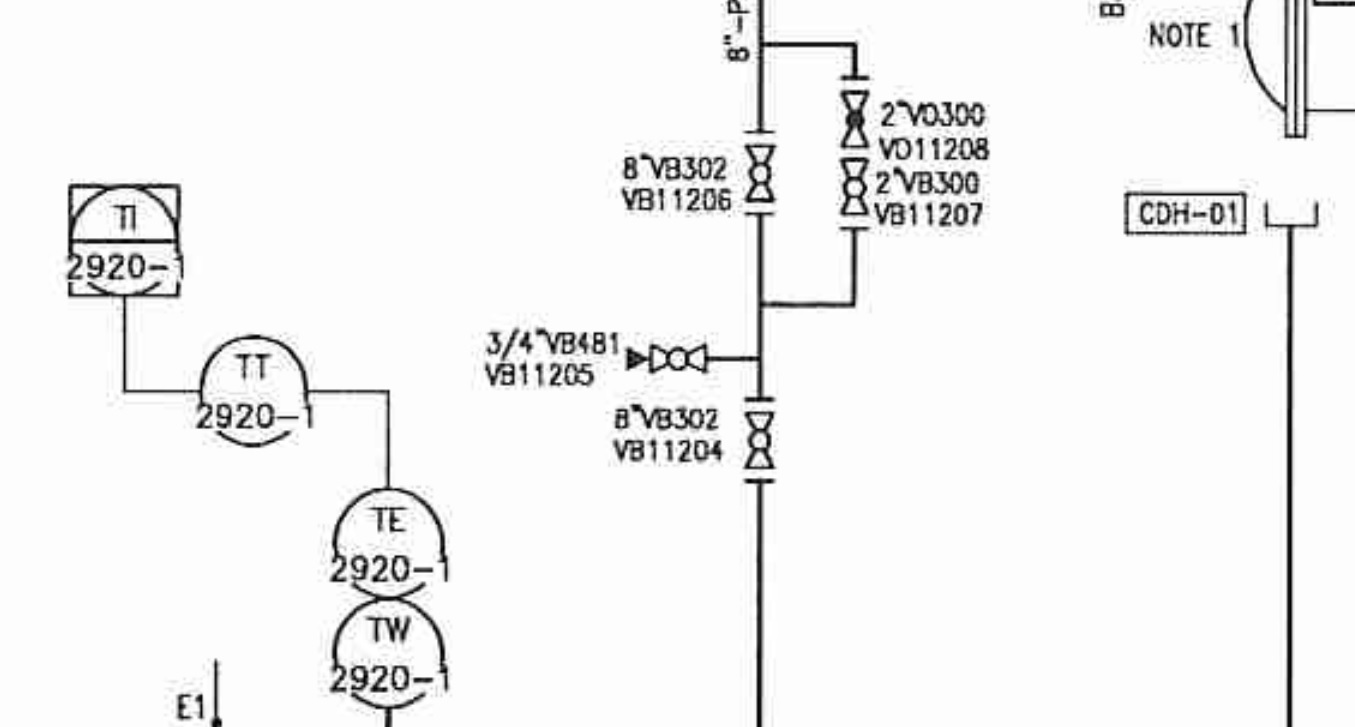 8"-P
NOTE 1
2"VO300
VO11208
8"VB302
VB11206
2"VB300
VB11207
CDH-01
TI
2920-1
3/4"VB481
VB11205
TT
2920-1
8"VB302
VB11204
TE
2920-1
TW
2920-1
E1